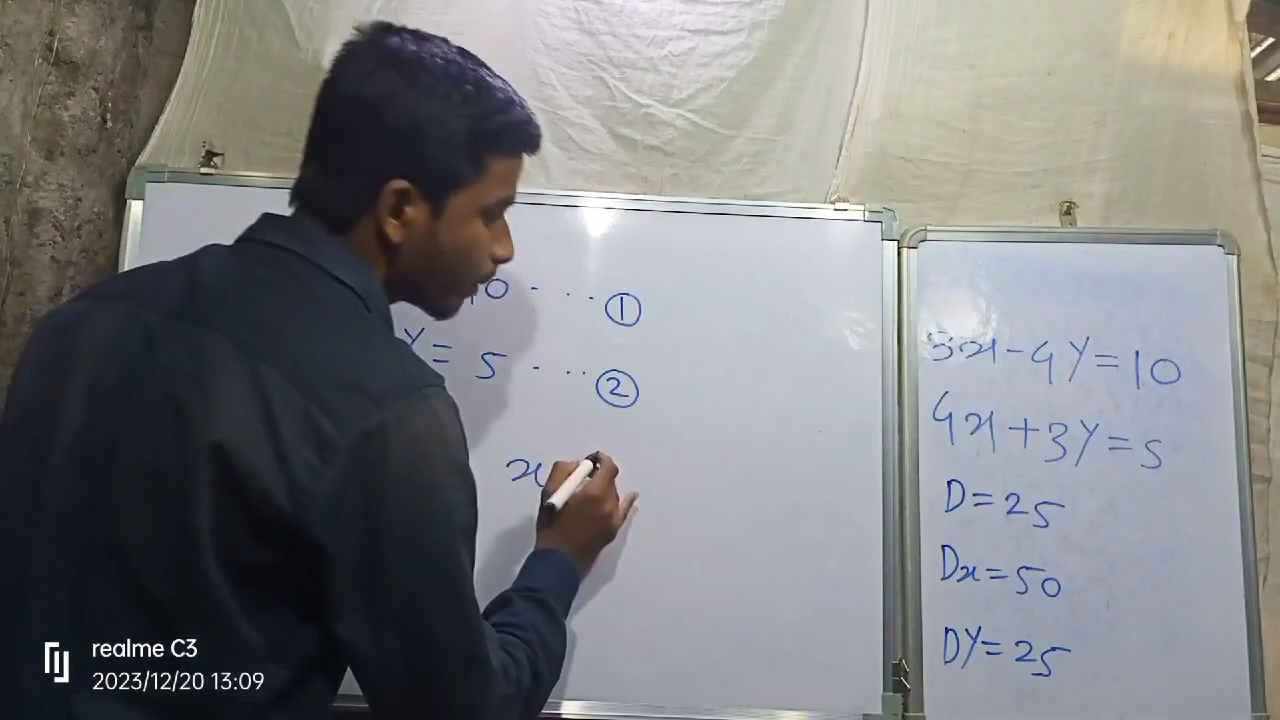 10 - ... ①
Y = 5 - ... ②
x
3x - 4Y = 10
4x + 3Y = 5
D = 25
Dx = 50
DY = 25
realme C3
2023/12/20 13:09